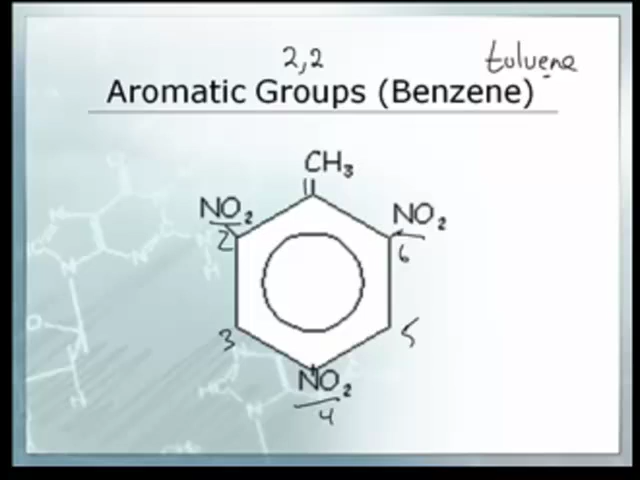 2,2
toluene
Aromatic Groups (Benzene)
CH3
NO2
NO2
2
6
3
5
NO2
4